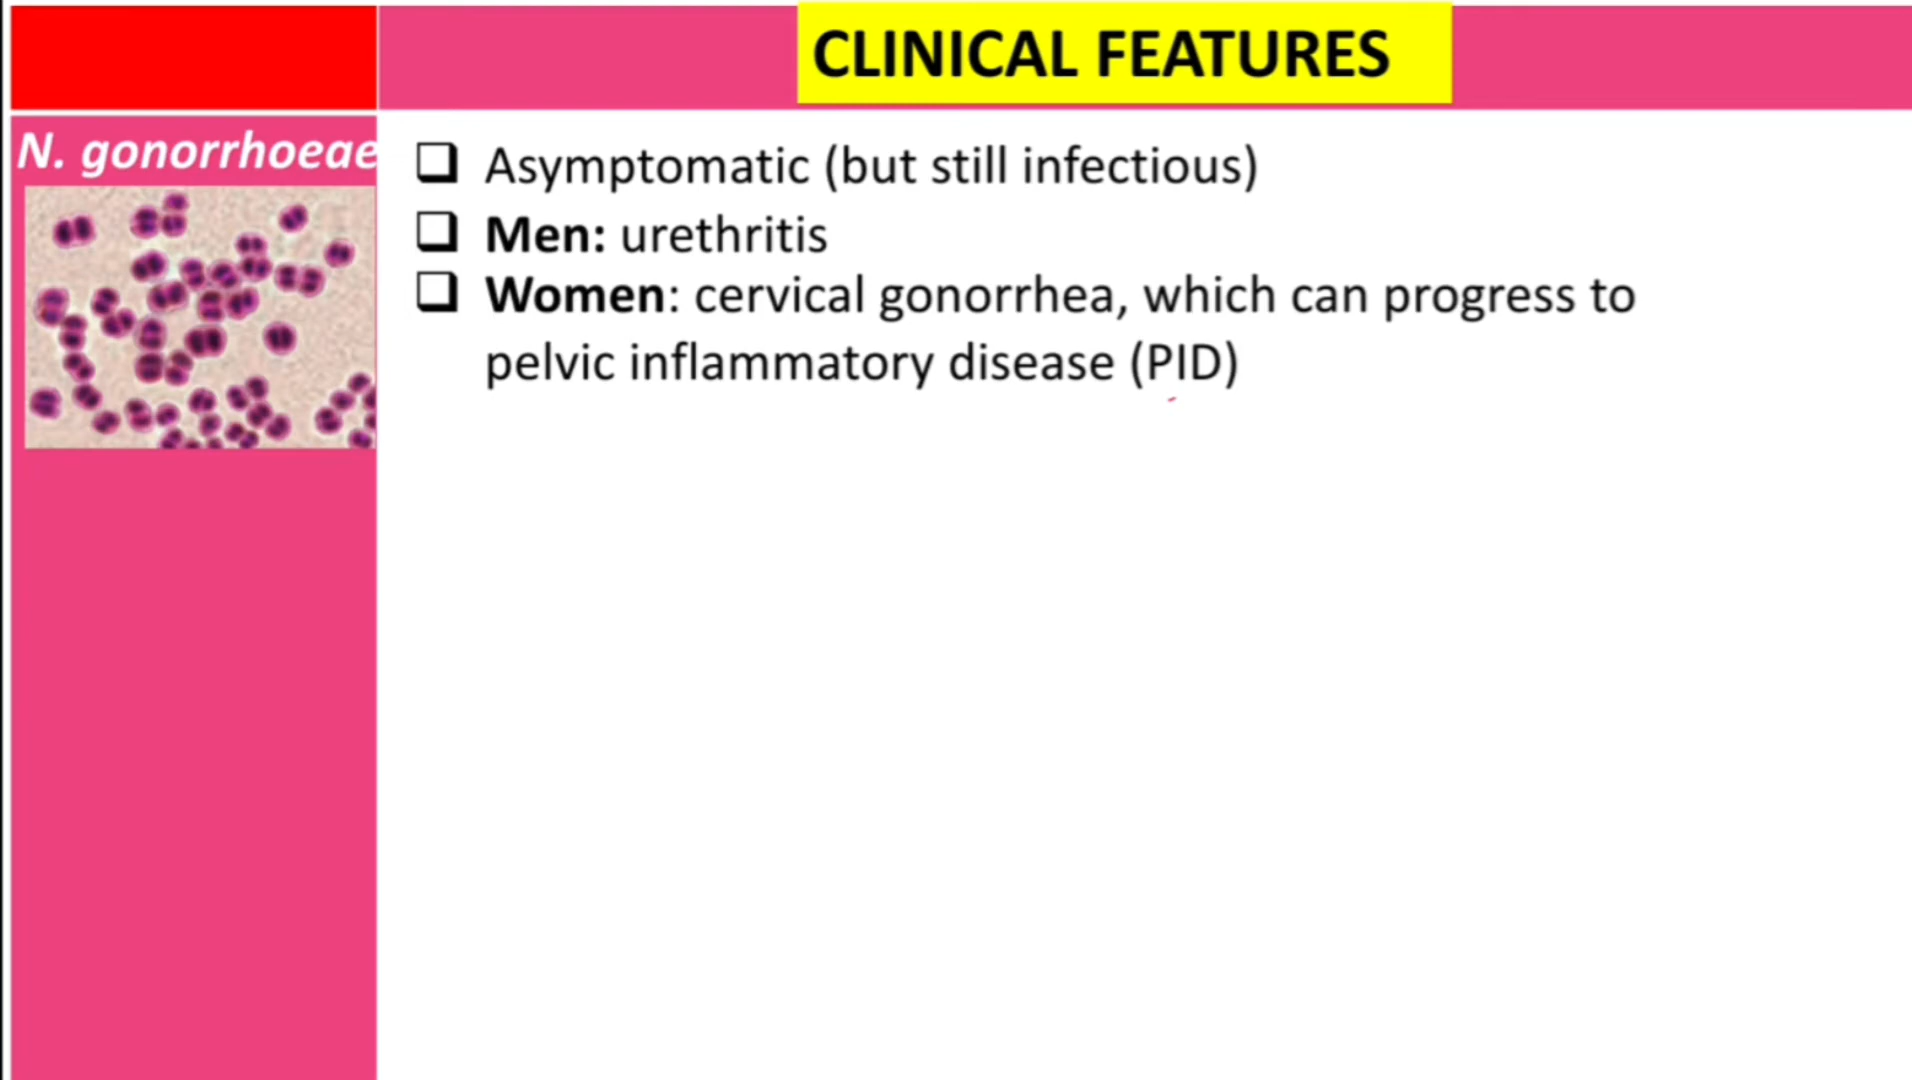 CLINICAL FEATURES
N. gonorrhoeae
❑ Asymptomatic (but still infectious)
❑ Men: urethritis
❑ Women: cervical gonorrhea, which can progress to
pelvic inflammatory disease (PID)